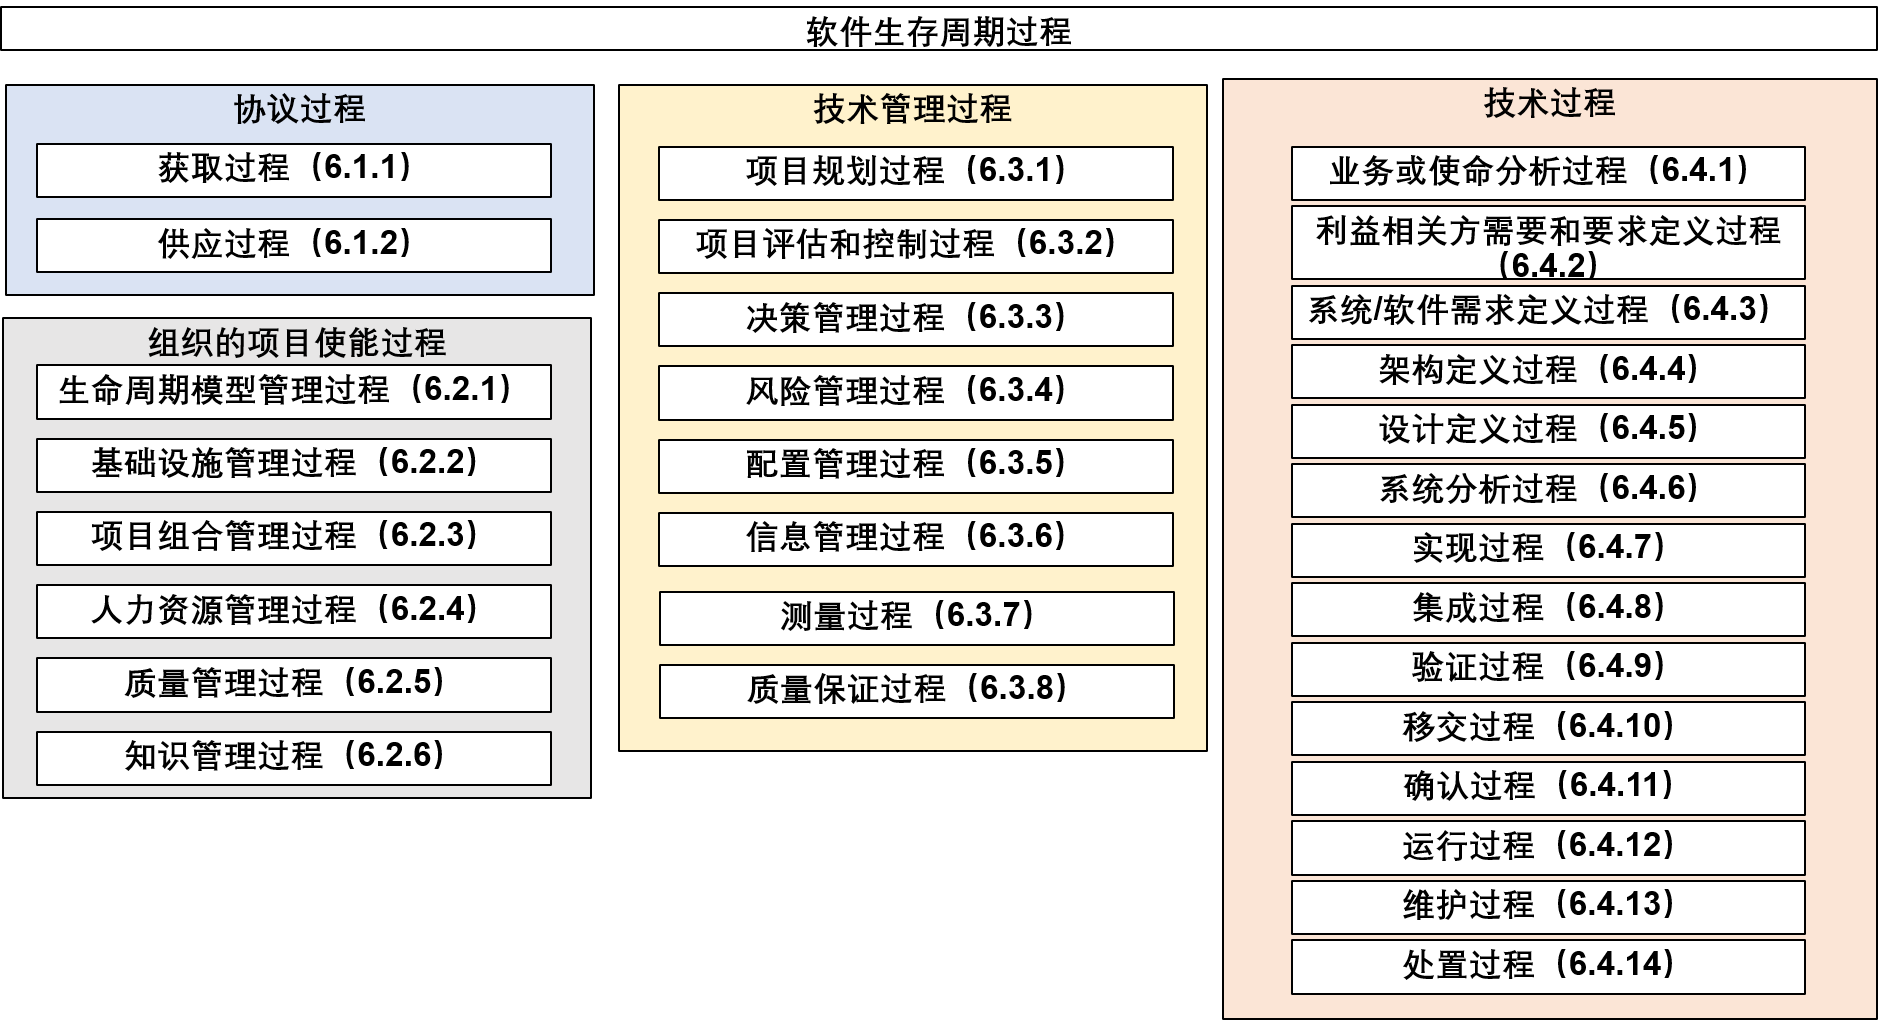 软件生存周期过程
协议过程
获取过程（6.1.1）
供应过程（6.1.2）
组织的项目使能过程
生命周期模型管理过程（6.2.1）
基础设施管理过程（6.2.2）
项目组合管理过程（6.2.3）
人力资源管理过程（6.2.4）
质量管理过程（6.2.5）
知识管理过程（6.2.6）
技术管理过程
项目规划过程（6.3.1）
项目评估和控制过程（6.3.2）
决策管理过程（6.3.3）
风险管理过程（6.3.4）
配置管理过程（6.3.5）
信息管理过程（6.3.6）
测量过程（6.3.7）
质量保证过程（6.3.8）
技术过程
业务或使命分析过程（6.4.1）
利益相关方需要和要求定义过程
（6.4.2）
系统/软件需求定义过程（6.4.3）
架构定义过程（6.4.4）
设计定义过程（6.4.5）
系统分析过程（6.4.6）
实现过程（6.4.7）
集成过程（6.4.8）
验证过程（6.4.9）
移交过程（6.4.10）
确认过程（6.4.11）
运行过程（6.4.12）
维护过程（6.4.13）
处置过程（6.4.14）